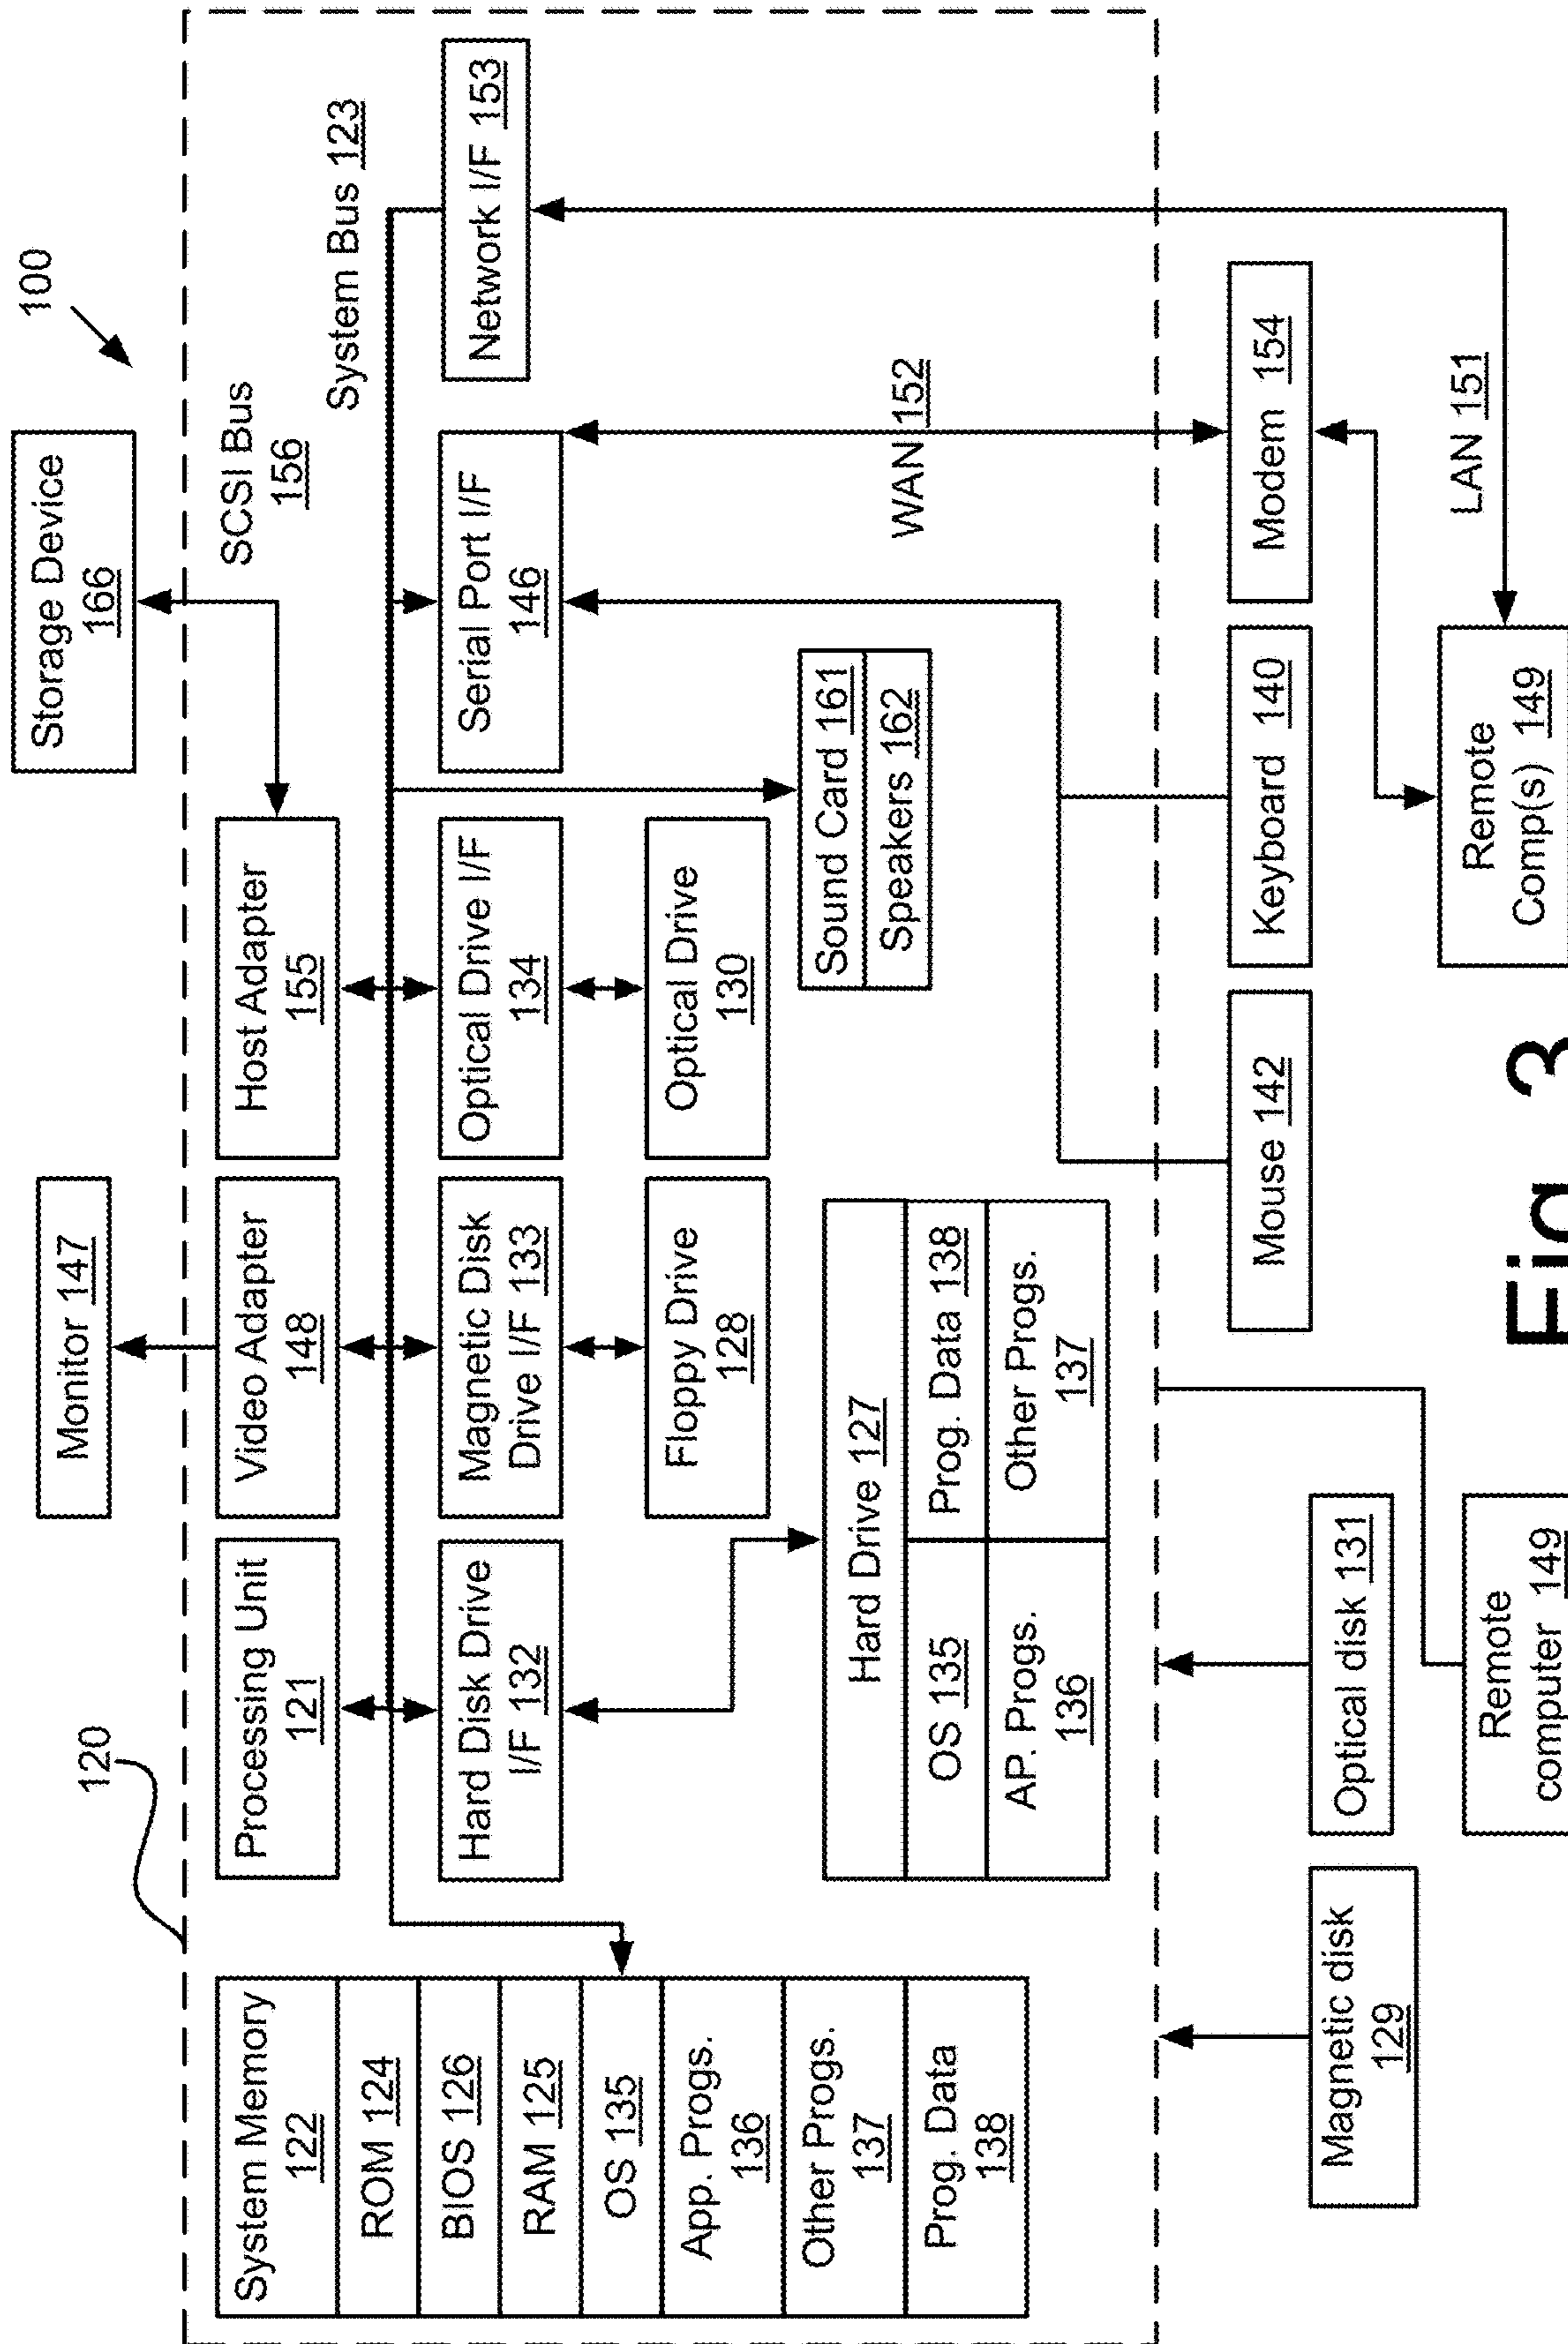 100
120
Monitor 147
Storage Device
166
SCSI Bus
156
System Bus 123
System Memory
122
ROM 124
BIOS 126
RAM 125
OS 135
App. Progs.
136
Other Progs.
137
Prog. Data
138
Processing Unit
121
Video Adapter
148
Host Adapter
155
Hard Disk Drive
I/F 132
Magnetic Disk
Drive I/F 133
Optical Drive I/F
134
Serial Port I/F
146
Network I/F 153
Floppy Drive
128
Optical Drive
130
Sound Card 161
Speakers 162
Hard Drive 127
OS 135
Prog. Data 138
AP. Progs.
136
Other Progs.
137
WAN 152
Magnetic disk
129
Optical disk 131
Mouse 142
Keyboard 140
Modem 154
LAN 151
Remote
computer 149
Remote
Comp(s) 149
Fig. 3